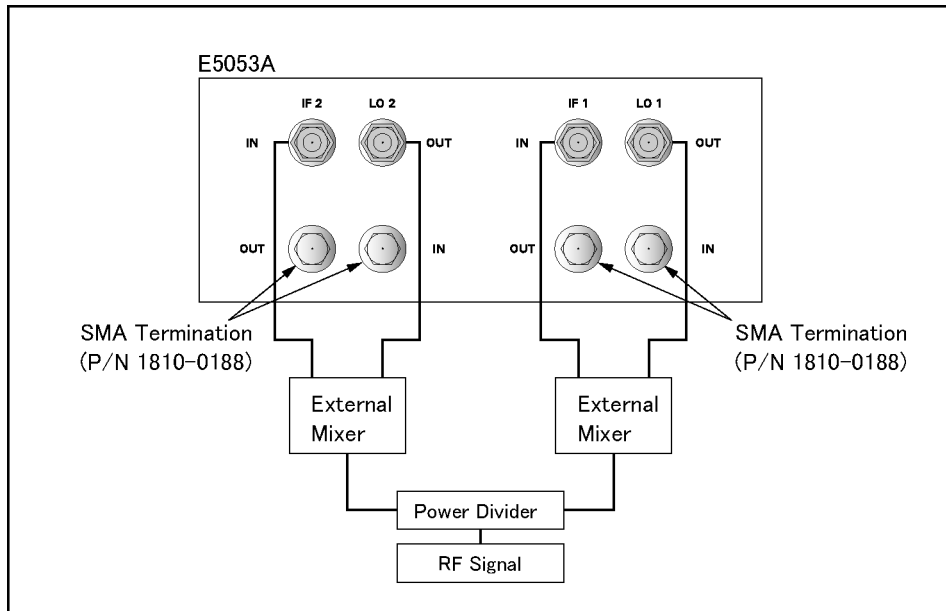 E5053A
IF 2
LO 2
IF 1
LO 1
IN
OUT
IN
OUT
OUT
IN
OUT
IN
SMA Termination
(P/N 1810-0188)
SMA Termination
(P/N 1810-0188)
External
Mixer
External
Mixer
Power Divider
RF Signal